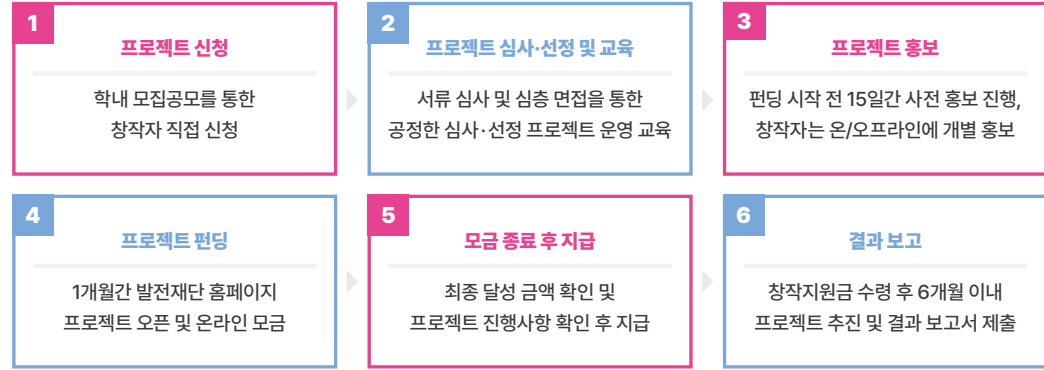 1
프로젝트 신청
학내 모집공모를 통한
창작자 직접 신청
2
프로젝트 심사·선정 및 교육
서류 심사 및 심층 면접을 통한
공정한 심사·선정 프로젝트 운영 교육
3
프로젝트 홍보
펀딩 시작 전 15일간 사전 홍보 진행,
창작자는 온/오프라인에 개별 홍보
4
프로젝트 펀딩
1개월간 발전재단 홈페이지
프로젝트 오픈 및 온라인 모금
5
모금 종료 후 지급
최종 달성 금액 확인 및
프로젝트 진행사항 확인 후 지급
6
결과 보고
창작지원금 수령 후 6개월 이내
프로젝트 추진 및 결과 보고서 제출